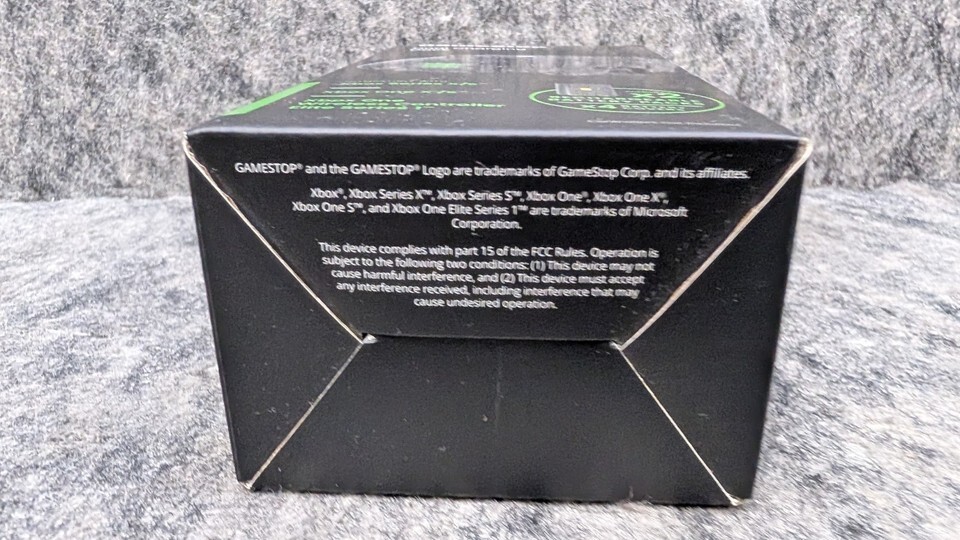 GAMESTOP® and the GAMESTOP® Logo are trademarks of GameStop Corp. and its affiliates.
Xbox®, Xbox Series X™, Xbox Series S™, Xbox One®, Xbox One X®,
Xbox One S™, and Xbox One Elite Series 1™ are trademarks of Microsoft
Corporation.
This device complies with part 15 of the FCC Rules. Operation is
subject to the following two conditions: (1) This device may not
cause harmful interference, and (2) This device must accept
any interference received, including interference that may
cause undesired operation.